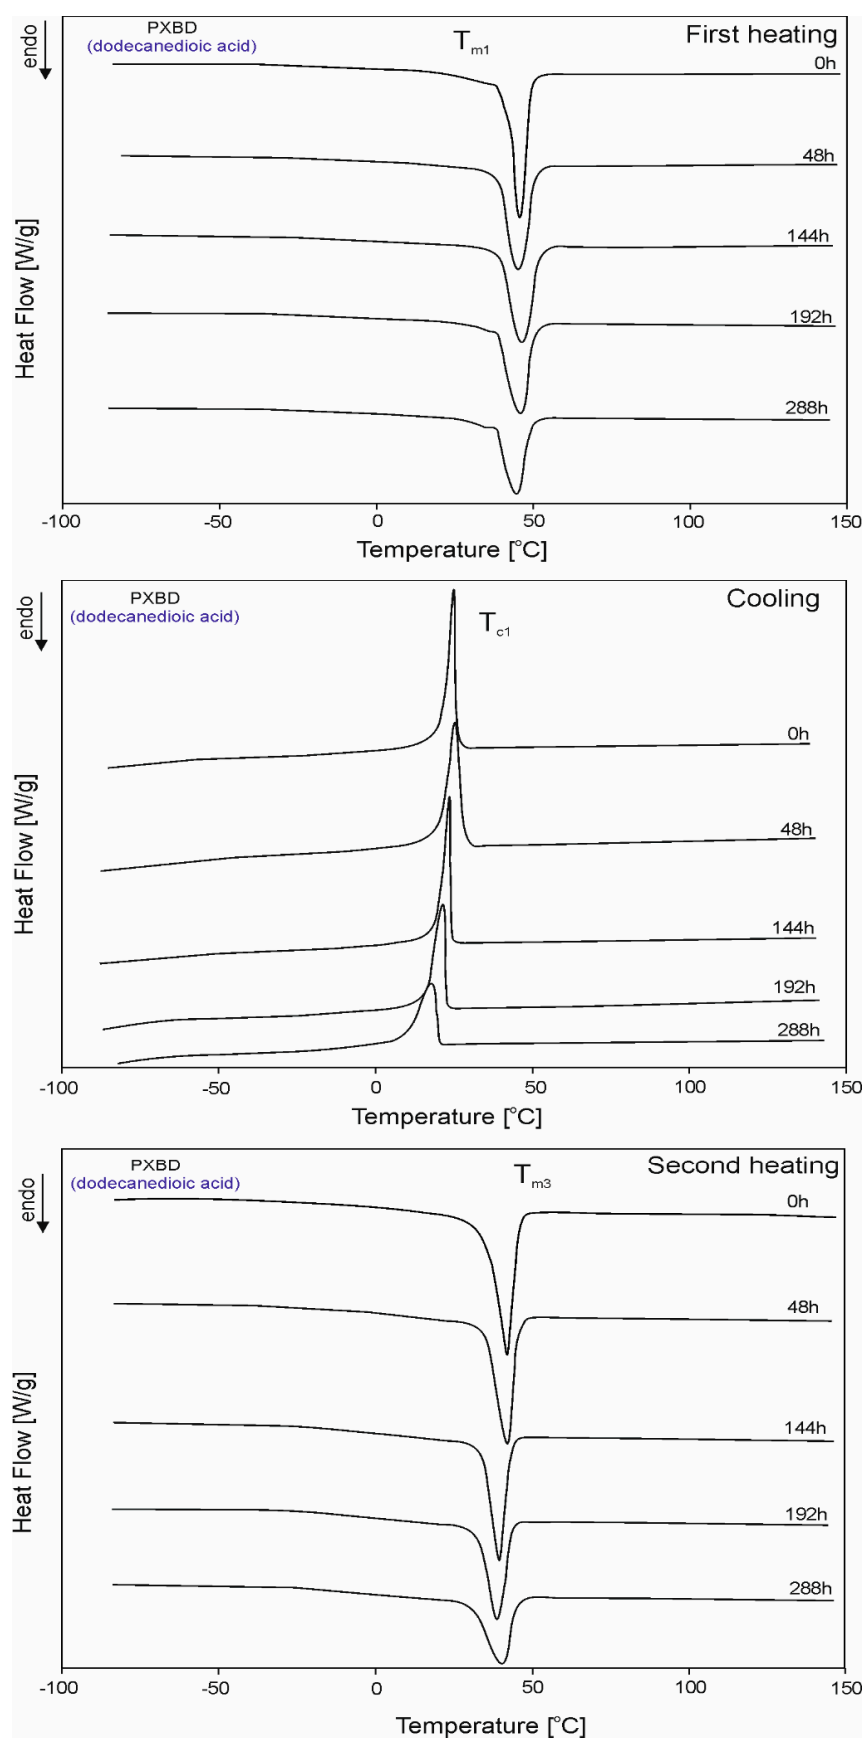 endo
PXBD
(dodecanedioic acid)
Tm1
First heating
0h
48h
144h
192h
288h
Heat Flow [W/g]
-100 -50 0 50 100 150
Temperature [°C]
endo
PXBD
(dodecanedioic acid)
Tc1
Cooling
0h
48h
144h
192h
288h
Heat Flow [W/g]
-100 -50 0 50 100 150
Temperature [°C]
endo
PXBD
(dodecanedioic acid)
Tm3
Second heating
0h
48h
144h
192h
288h
Heat Flow [W/g]
-100 -50 0 50 100 150
Temperature [°C]